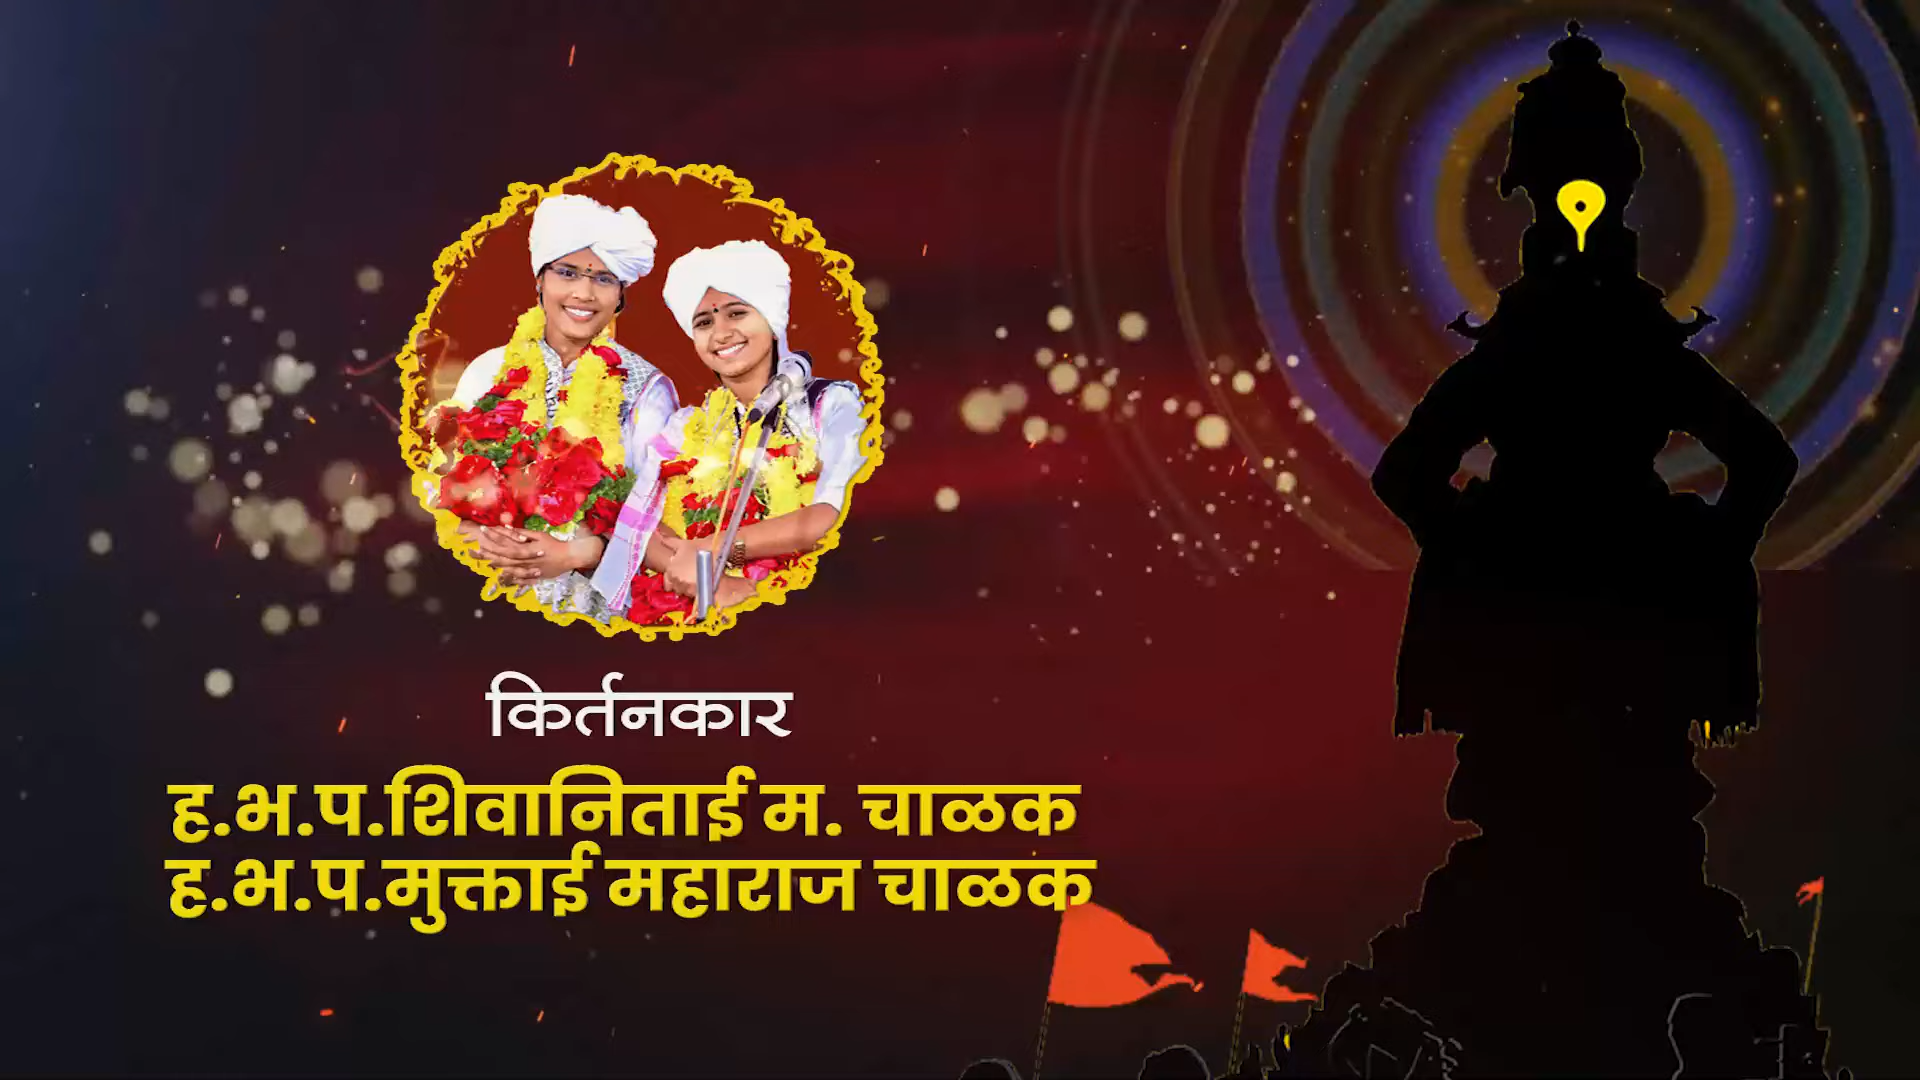 किर्तनकार
ह.भ.प.शिवानिताई म. चाळक
ह.भ.प.मुक्ताई महाराज चाळक